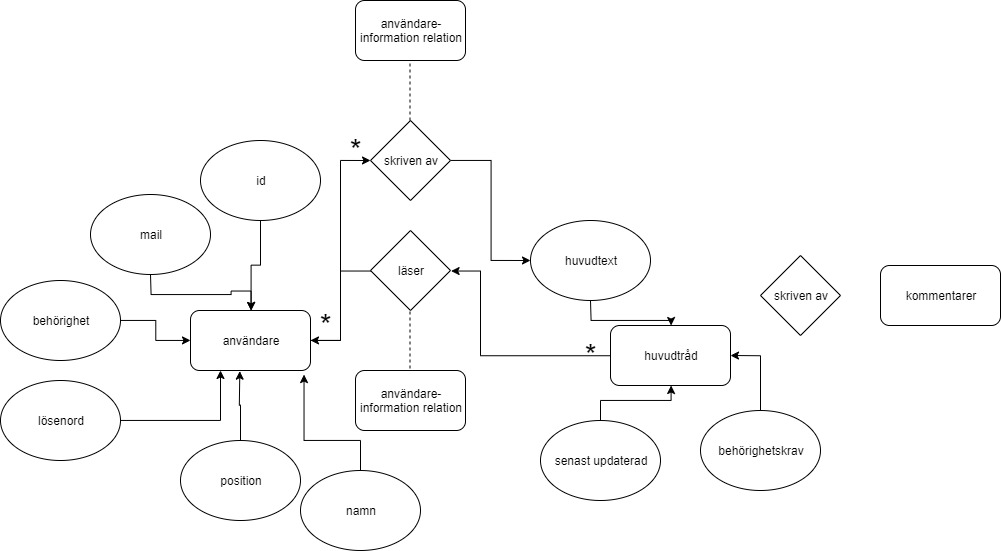 användare-
information relation
*
skriven av
id
mail
läser
huvudtext
skriven av
kommentarer
behörighet
*
användare
*
huvudtråd
användare-
information relation
lösenord
position
namn
senast updaterad
behörighetskrav